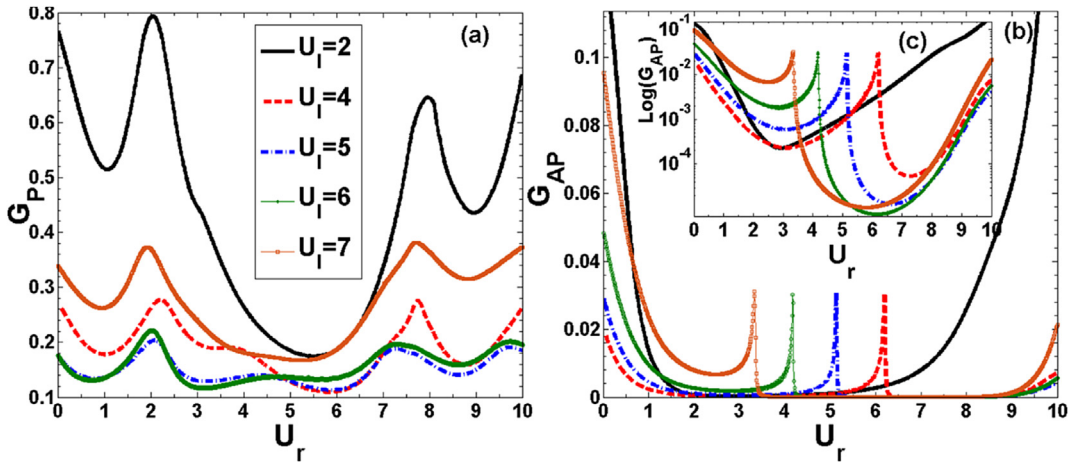 (a)
0.8
0.7
0.6
0.5
0.4
0.3
0.2
0.1
G_P
U_l=2
U_l=4
U_l=5
U_l=6
U_l=7
0 1 2 3 4 5 6 7 8 9 10
U_r
(b)
0.1
0.08
0.06
0.04
0.02
0
G_AP
0 1 2 3 4 5 6 7 8 9 10
U_r
(c)
10^-1
10^-2
10^-3
10^-4
Log(G_AP)
0 1 2 3 4 5 6 7 8 9 10
U_r